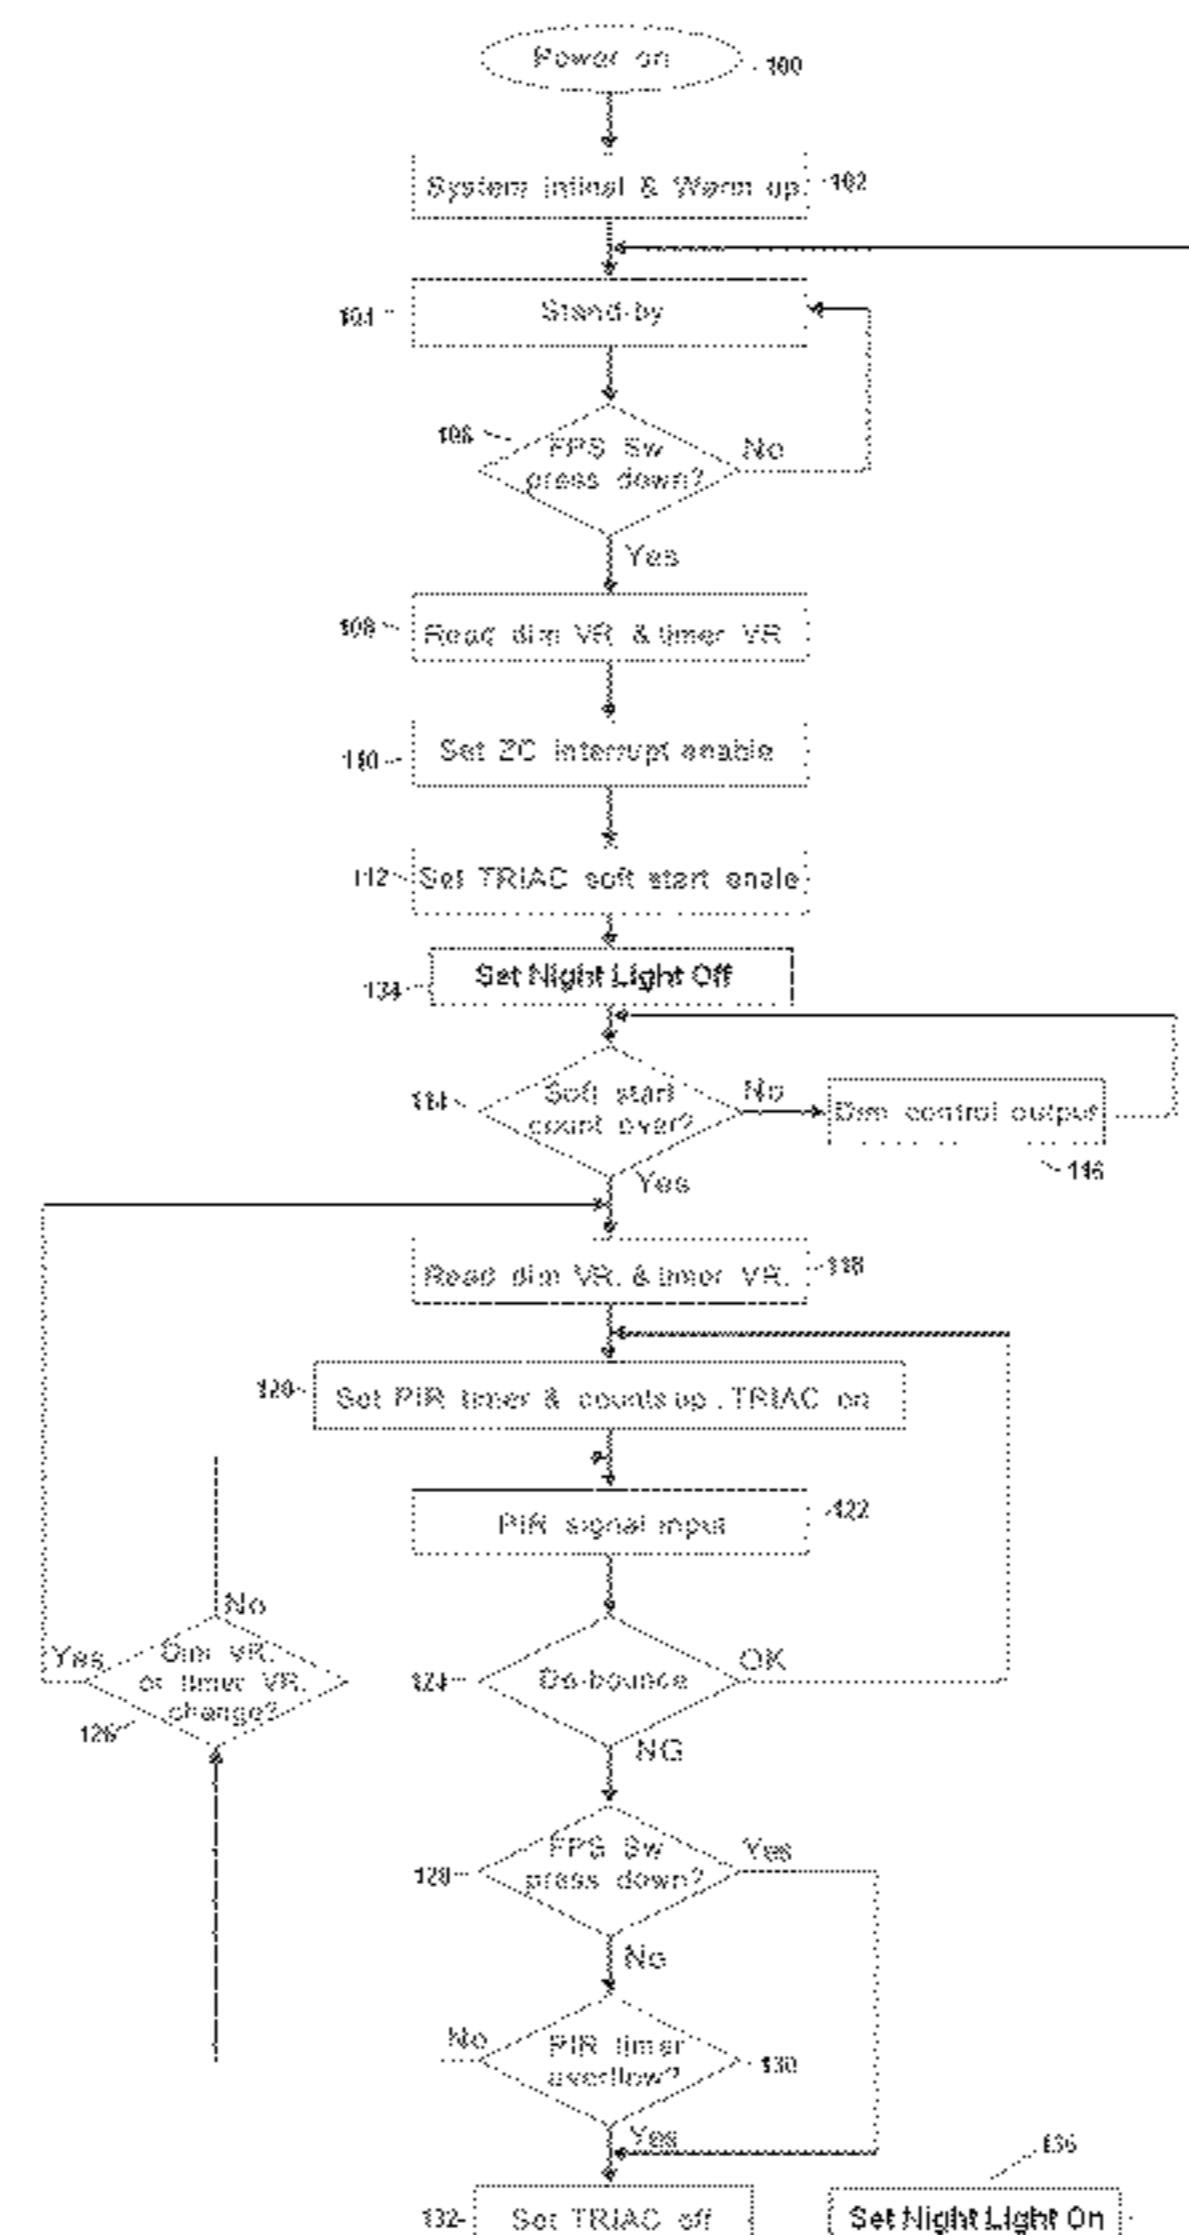 Power on
100
System intinal & Warm up.
102
Stand-by
104
106
FPS Sw
press down?
No
Yes
108
Read dim VR. & timer VR
110
Set ZC interrupt enable
112
Set TRIAC soft start enale
134
Set Night Light Off
114
Soft start
count over?
No
Dim control output
116
Yes
Read dim VR. & timer VR.
118
120
Set PIR timer & counts up . TRIAC on
PIR signal input
122
No
Yes
Dim VR.
or timer VR.
change?
126
124
De-bounce
OK
NG
128
FPS Sw
press down?
Yes
No
No
PIR timer
overflow?
130
Yes
136
132
Set TRIAC off
Set Night Light On